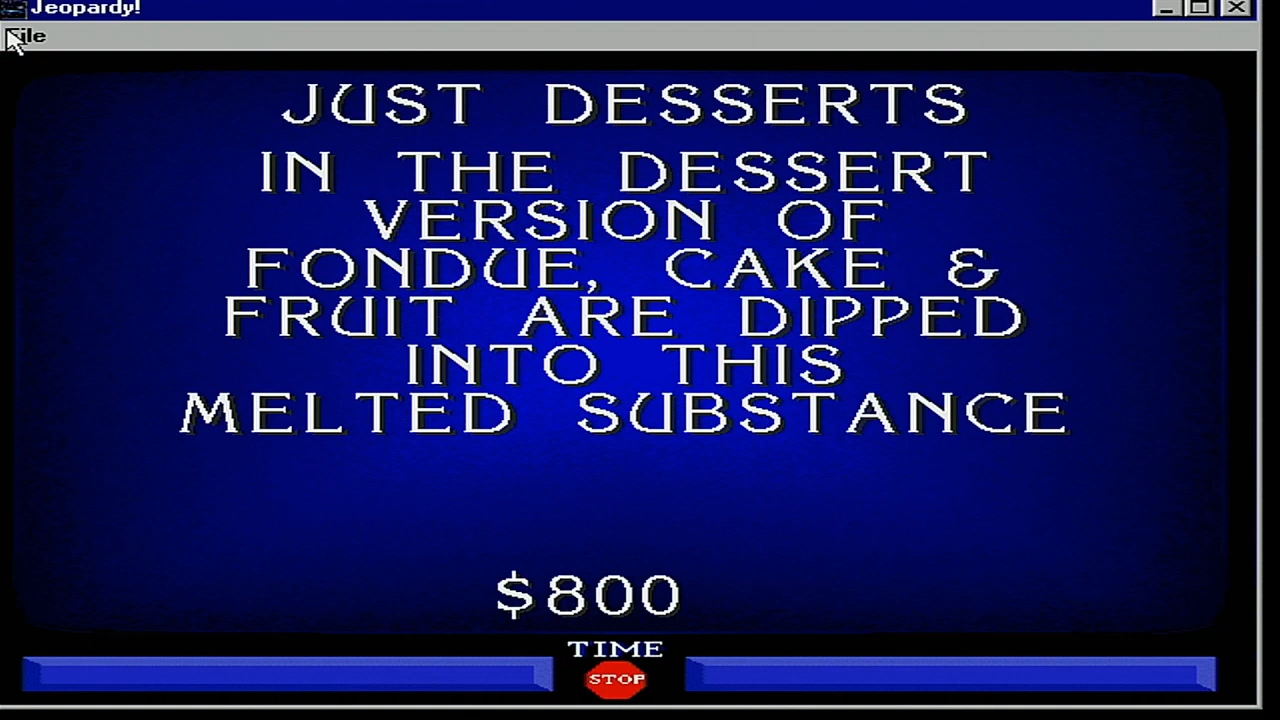 Jeopardy!
File
JUST DESSERTS
IN THE DESSERT
VERSION OF
FONDUE, CAKE &
FRUIT ARE DIPPED
INTO THIS
MELTED SUBSTANCE
$800
TIME
STOP